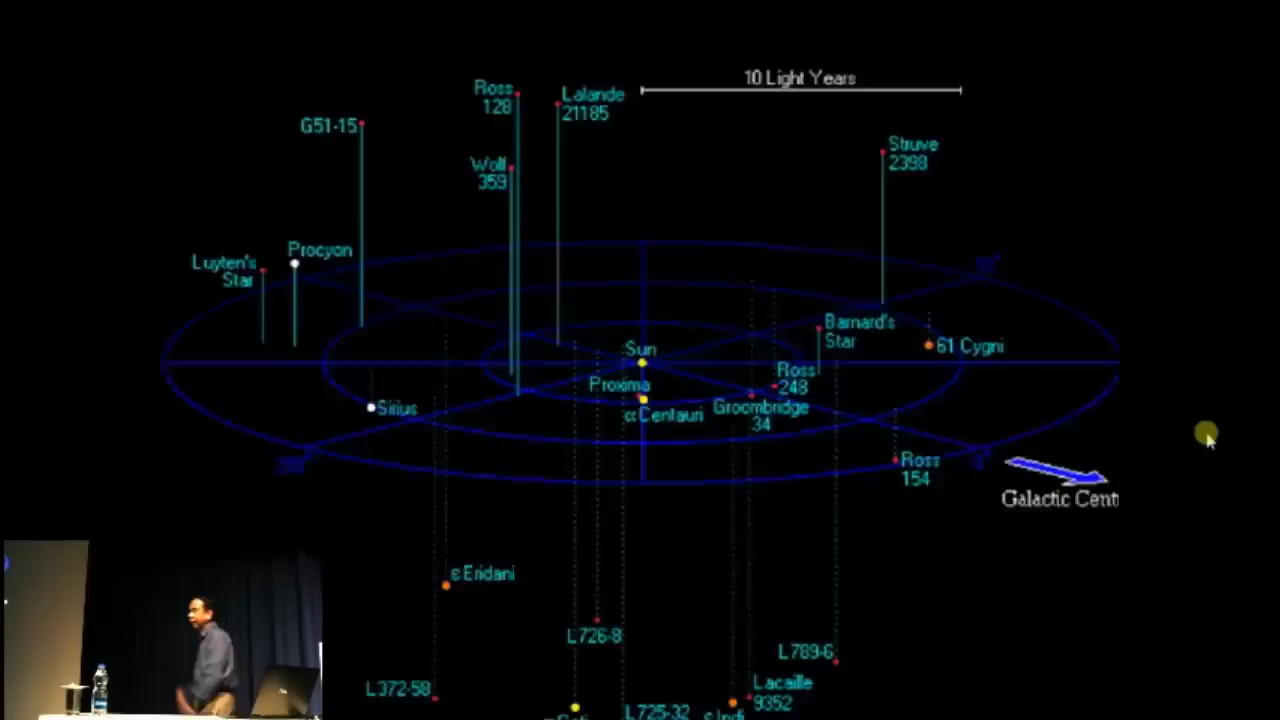 10 Light Years
Ross
128
Lalande
21185
G51-15
Struve
2398
Wolf
359
Procyon
Luyten's
Star
Barnard's
Star
61 Cygni
Sun
Ross
248
Proxima
Sirius
α Centauri
Groombridge
34
Ross
154
Galactic Cent
ε Eridani
L726-8
L789-6
L372-58
Lacaille
9352
L725-32
ε Indi